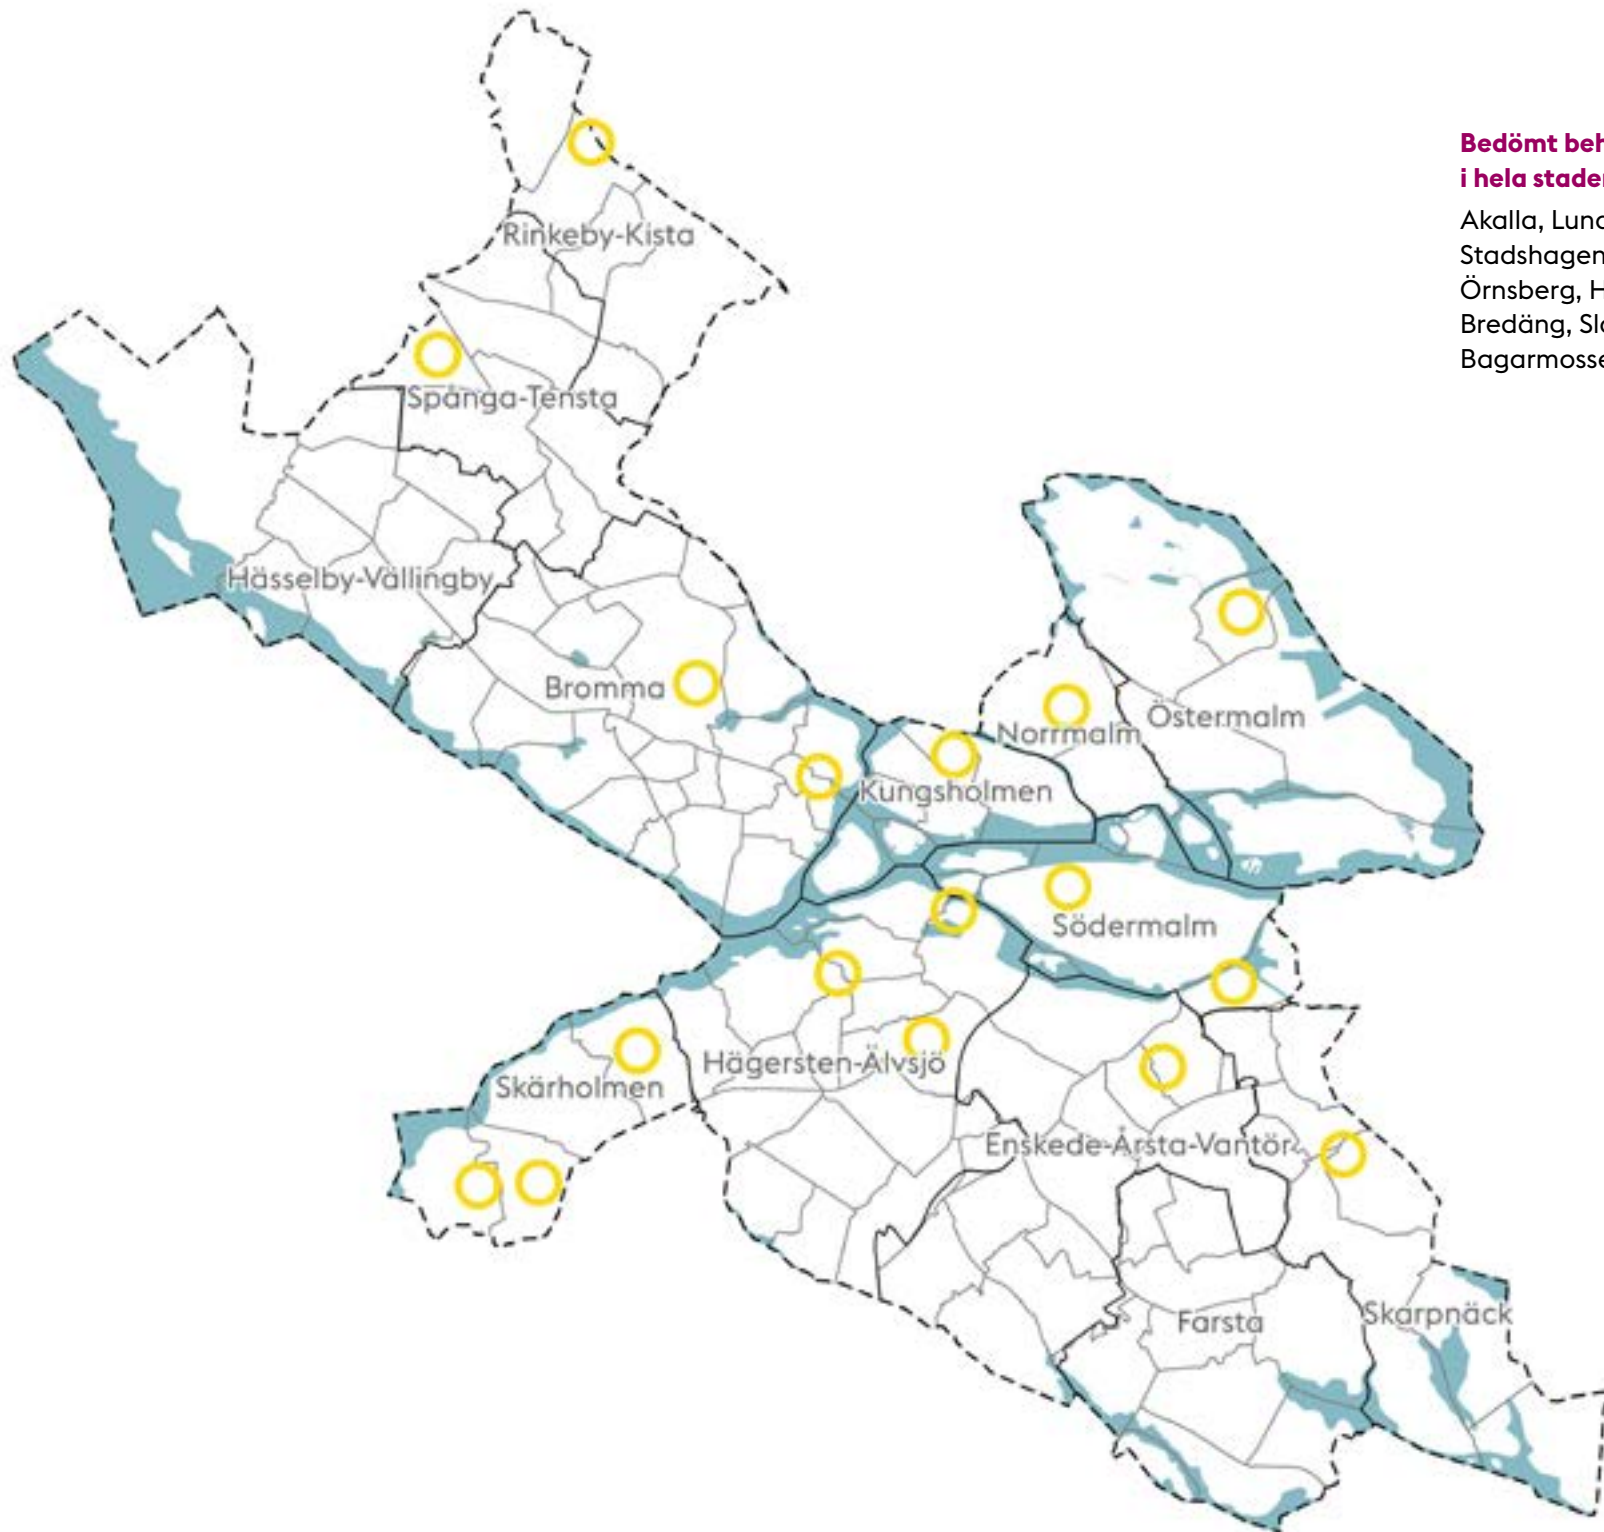 Bedömt beh
i hela staden
Akalla, Lund
Stadshagen
Örnsberg, H
Bredäng, Slä
Bagarmosse
Rinkeby-Kista
Spånga-Tensta
Hässelby-Vällingby
Bromma
Norrmalm
Östermalm
Kungsholmen
Södermalm
Hägersten-Älvsjö
Skärholmen
Enskede-Årsta-Vantör
Farsta
Skarpnäck